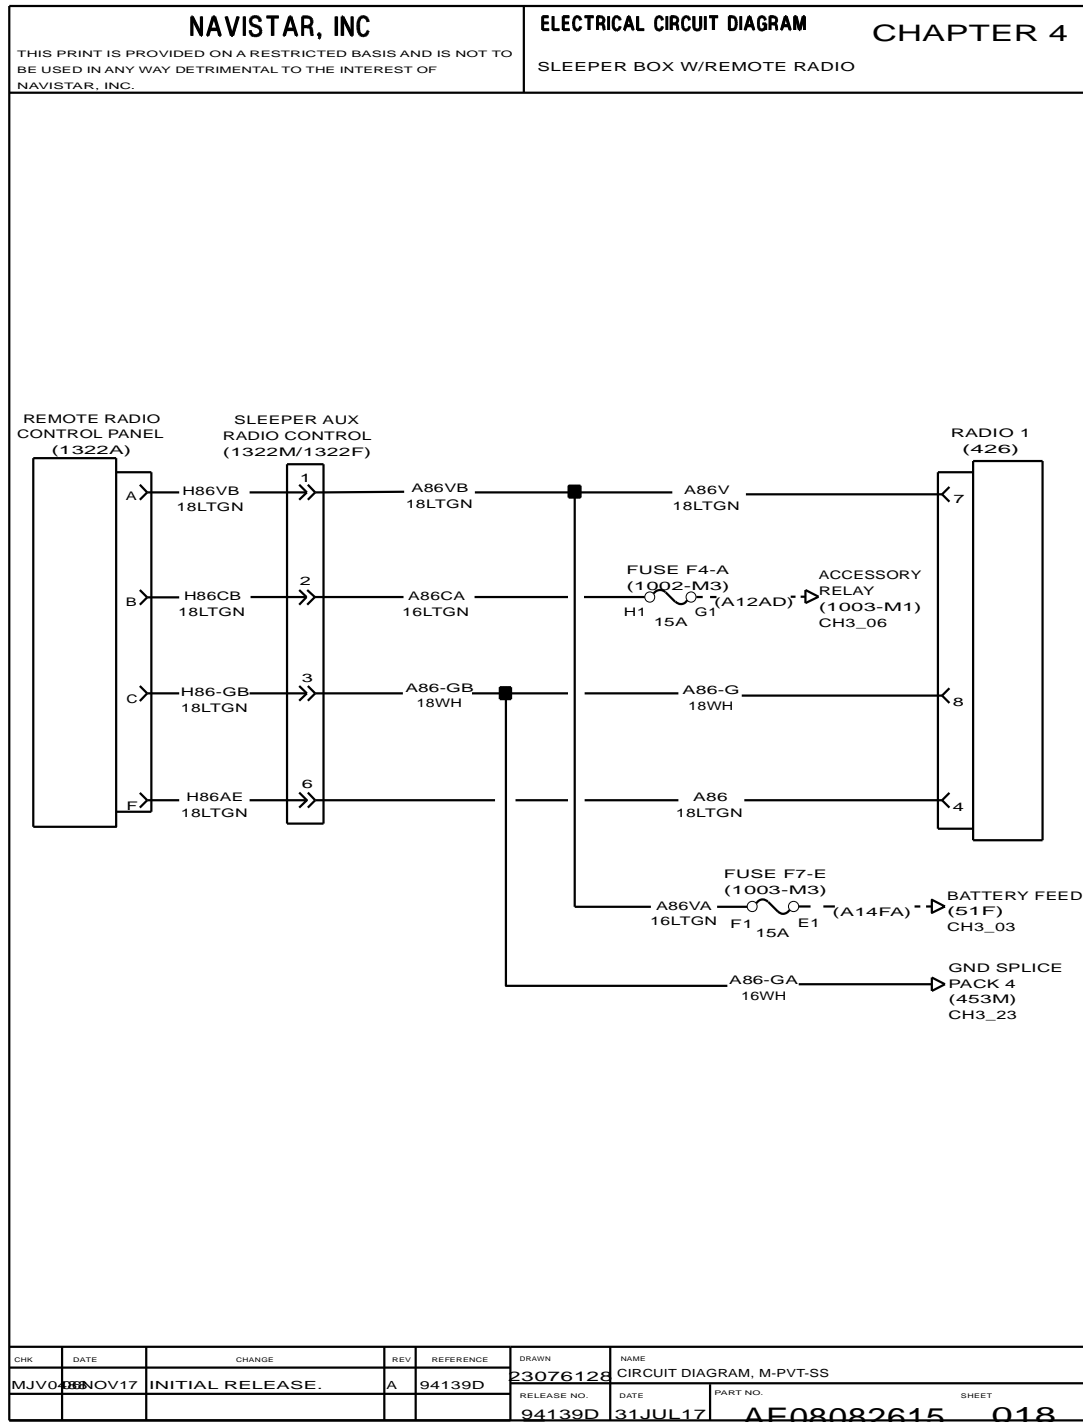 NAVISTAR, INC
THIS PRINT IS PROVIDED ON A RESTRICTED BASIS AND IS NOT TO
BE USED IN ANY WAY DETRIMENTAL TO THE INTEREST OF
NAVISTAR, INC.
ELECTRICAL CIRCUIT DIAGRAM
CHAPTER 4
SLEEPER BOX W/REMOTE RADIO
REMOTE RADIO
CONTROL PANEL
(1322A)
SLEEPER AUX
RADIO CONTROL
(1322M/1322F)
RADIO 1
(426)
A
H86VB
18LTGN
1
A86VB
18LTGN
A86V
18LTGN
7
B
H86CB
18LTGN
2
A86CA
16LTGN
FUSE F4-A
(1002-M3)
H1
15A
G1
(A12AD)
ACCESSORY
RELAY
(1003-M1)
CH3_06
C
H86-GB
18LTGN
3
A86-GB
18WH
A86-G
18WH
8
F
H86AE
18LTGN
6
A86
18LTGN
4
A86VA
16LTGN
FUSE F7-E
(1003-M3)
F1
15A
E1
(A14FA)
BATTERY FEED
(51F)
CH3_03
A86-GA
16WH
GND SPLICE
PACK 4
(453M)
CH3_23
CHK
DATE
CHANGE
REV
REFERENCE
INITIAL RELEASE.
A
94139D
DRAWN
23076128
NAME
CIRCUIT DIAGRAM, M-PVT-SS
RELEASE NO.
94139D
DATE
31JUL17
PART NO.
AE08082615
SHEET
018